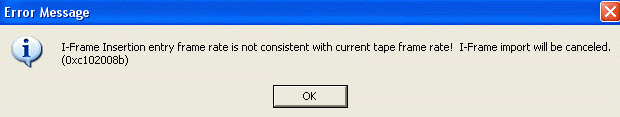 Error Message
I-Frame Insertion entry frame rate is not consistent with current tape frame rate!  I-Frame import will be canceled.
(0xc102008b)
OK